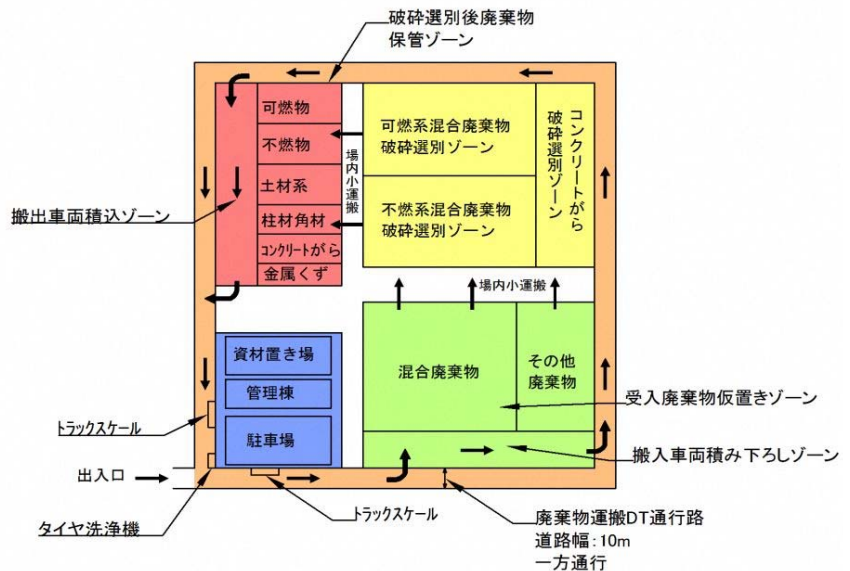 破砕選別後廃棄物
保管ゾーン
可燃物
不燃物
土材系
柱材角材
コンクリートがら
金属くず
場内小運搬
可燃系混合廃棄物
破砕選別ゾーン
不燃系混合廃棄物
破砕選別ゾーン
コンクリートがら
破砕選別ゾーン
搬出車両積込ゾーン
場内小運搬
資材置き場
管理棟
駐車場
混合廃棄物
その他
廃棄物
受入廃棄物仮置きゾーン
トラックスケール
搬入車両積み下ろしゾーン
出入口
タイヤ洗浄機
トラックスケール
廃棄物運搬DT通行路
道路幅:10m
一方通行